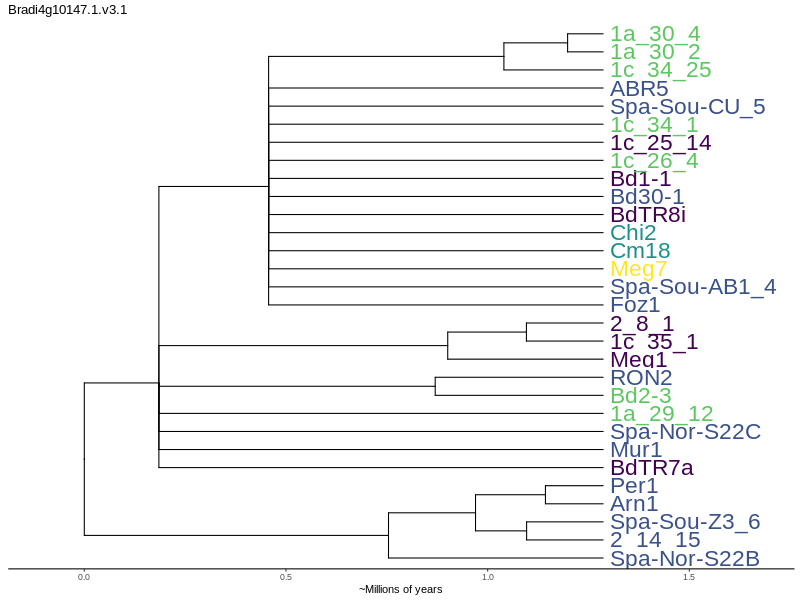 Bradi4g10147.1.v3.1
1a_30_4
1a_30_2
1c_34_25
ABR5
Spa-Sou-CU_5
1c_34_1
1c_25_14
1c_26_4
Bd1-1
Bd30-1
BdTR8i
Chi2
Cm18
Meg7
Spa-Sou-AB1_4
Foz1
2_8_1
1c_35_1
Meg1
RON2
Bd2-3
1a_29_12
Spa-Nor-S22C
Mur1
BdTR7a
Per1
Arn1
Spa-Sou-Z3_6
2_14_15
Spa-Nor-S22B
0.0 0.5 1.0 1.5
~Millions of years